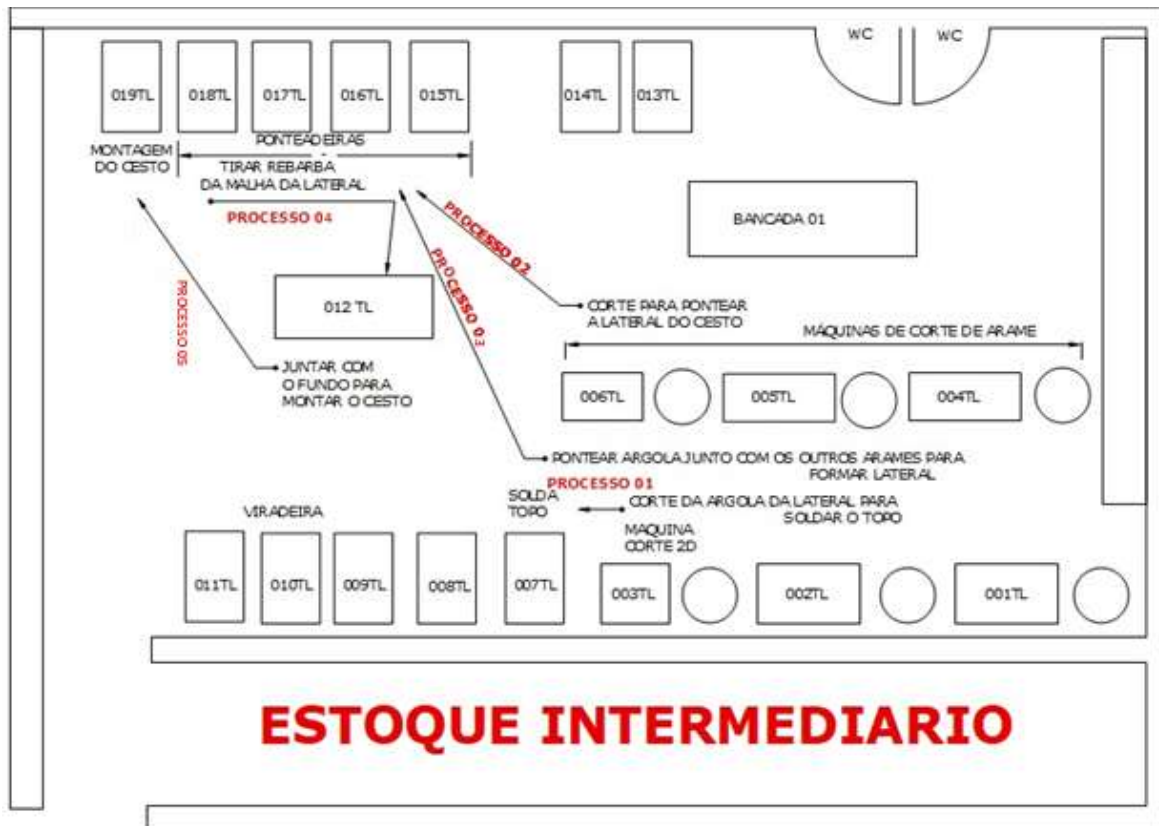 WC
WC
019TL
018TL
017TL
016TL
015TL
014TL
013TL
MONTAGEM
DO CESTO
PONTEADEIRAS
TIRAR REBARBA
DA MALHA DA LATERAL
PROCESSO 04
PROCESSO 02
BANCADA 01
PROCESSO 03
PROCESSO 05
012 TL
CORTE PARA PONTEAR
A LATERAL DO CESTO
MÁQUINAS DE CORTE DE ARAME
JUNTAR COM
O FUNDO PARA
MONTAR O CESTO
006TL
005TL
004TL
PONTEAR ARGOLA JUNTO COM OS OUTROS ARAMES PARA
FORMAR LATERAL
PROCESSO 01
VIRADEIRA
SOLDA
TOPO
CORTE DA ARGOLA DA LATERAL PARA
SOLDAR O TOPO
MAQUINA
CORTE 2D
011TL
010TL
009TL
008TL
007TL
003TL
002TL
001TL
ESTOQUE INTERMEDIARIO